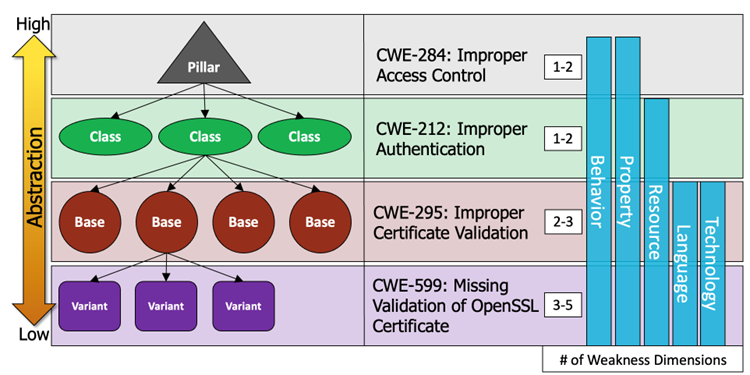 High
Abstraction
Low
Pillar
CWE-284: Improper
Access Control
1-2
Class
Class
Class
CWE-212: Improper
Authentication
1-2
Base
Base
Base
Base
CWE-295: Improper
Certificate Validation
2-3
Variant
Variant
Variant
CWE-599: Missing
Validation of OpenSSL
Certificate
3-5
Behavior
Property
Resource
Language
Technology
# of Weakness Dimensions